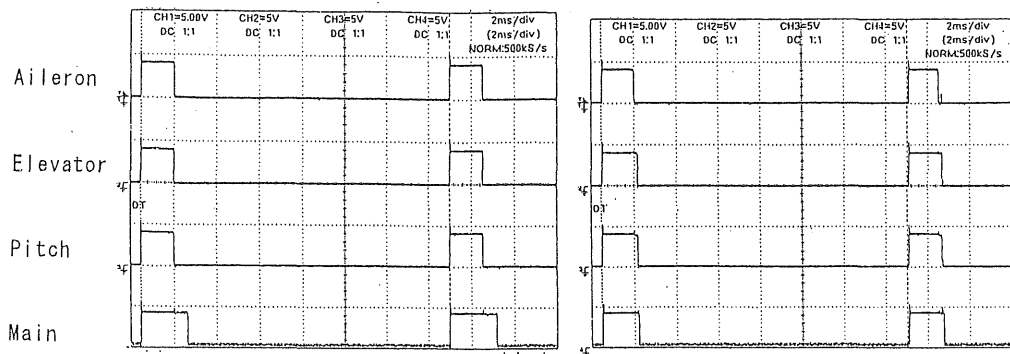 CH1=5.00V CH2=5V CH3=5V CH4=5V 2ms/div
DC 1:1 DC 1:1 DC 1:1 DC 1:1 (2ms/div)
NORM:500kS/s
Aileron
Elevator
DT
Pitch
Main
CH1=5.00V CH2=5V CH3=5V CH4=5V 2ms/div
DC 1:1 DC 1:1 DC 1:1 DC 1:1 (2ms/div)
NORM:500kS/s
DT